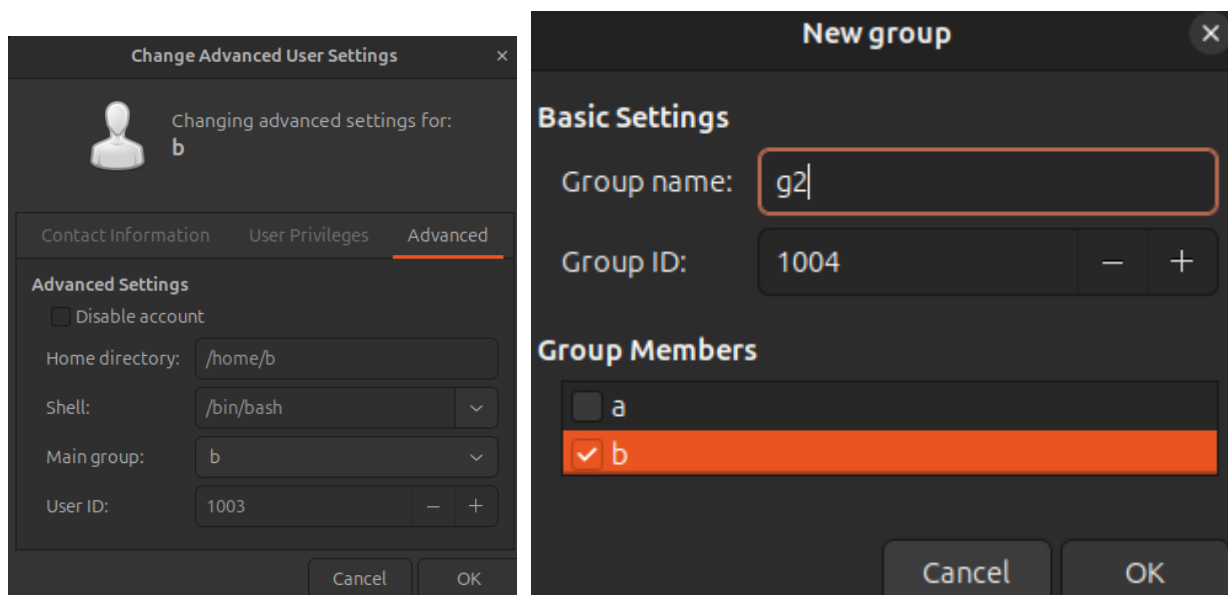 Change Advanced User Settings
Changing advanced settings for:
b
Contact Information User Privileges Advanced
Advanced Settings
Disable account
Home directory: /home/b
Shell: /bin/bash
Main group: b
User ID: 1003
Cancel OK
New group
Basic Settings
Group name: g2
Group ID: 1004
Group Members
a
b
Cancel OK